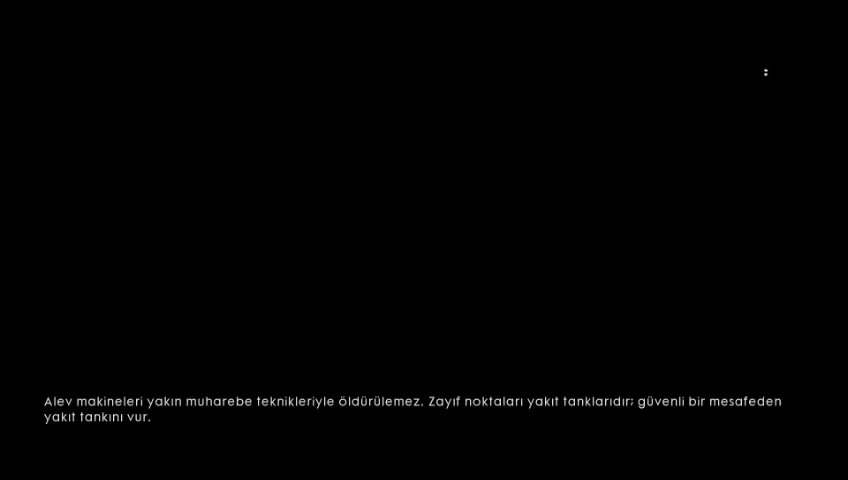 Alev makineleri yakın muharebe teknikleriyle öldürülemez. Zayıf noktaları yakıt tanklarıdır; güvenli bir mesafeden
yakıt tankını vur.